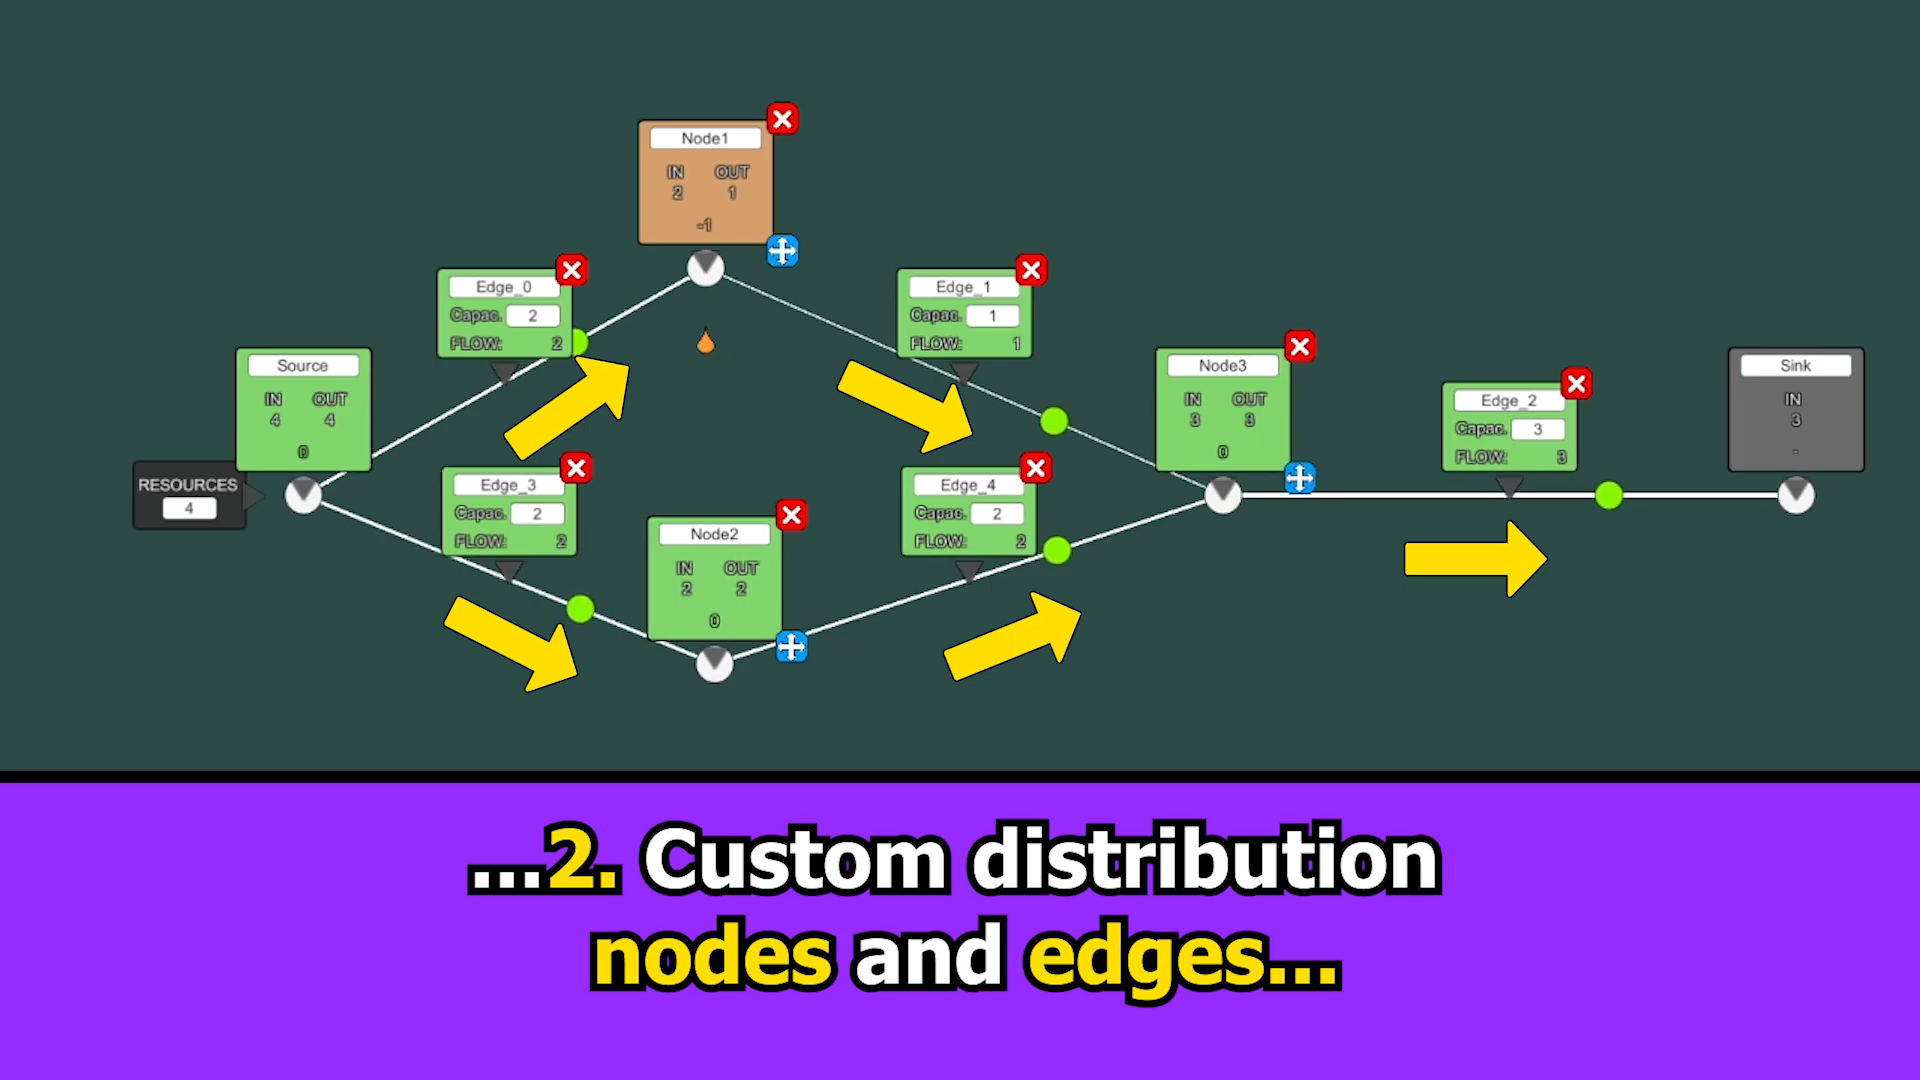 Node1
IN OUT
2 1
-1
Edge_0
Capac. 2
FLOW: 2
Edge_1
Capac. 1
FLOW: 1
Source
IN OUT
4 4
0
RESOURCES
4
Edge_3
Capac. 2
FLOW: 2
Node2
IN OUT
2 2
0
Edge_4
Capac. 2
FLOW: 2
Node3
IN OUT
3 3
0
Edge_2
Capac. 3
FLOW: 3
Sink
IN
3
-
...2. Custom distribution
nodes and edges...